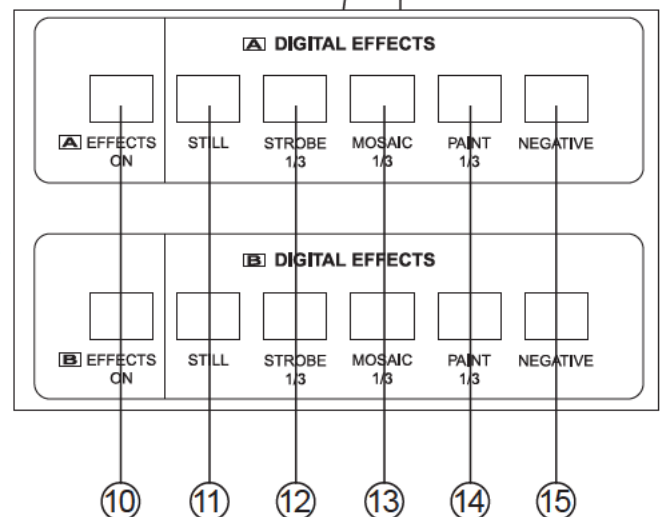 A DIGITAL EFFECTS
A EFFECTS ON
STILL
STROBE 1/3
MOSAIC 1/3
PAINT 1/3
NEGATIVE
B DIGITAL EFFECTS
B EFFECTS ON
STILL
STROBE 1/3
MOSAIC 1/3
PAINT 1/3
NEGATIVE
10 11 12 13 14 15